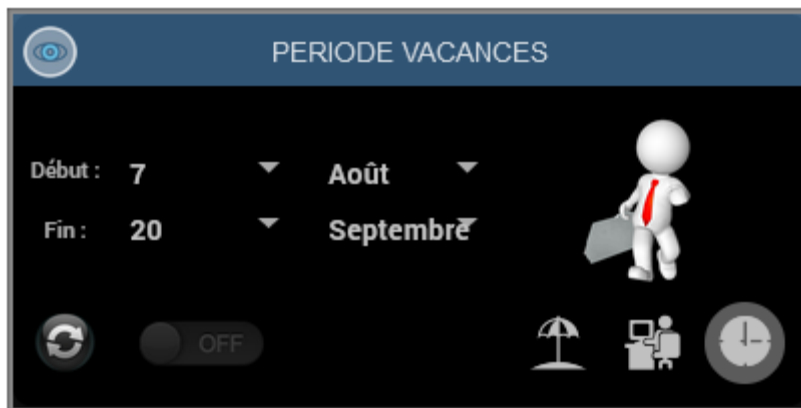 PERIODE VACANCES
Début : 7 Août
Fin : 20 Septembre
OFF